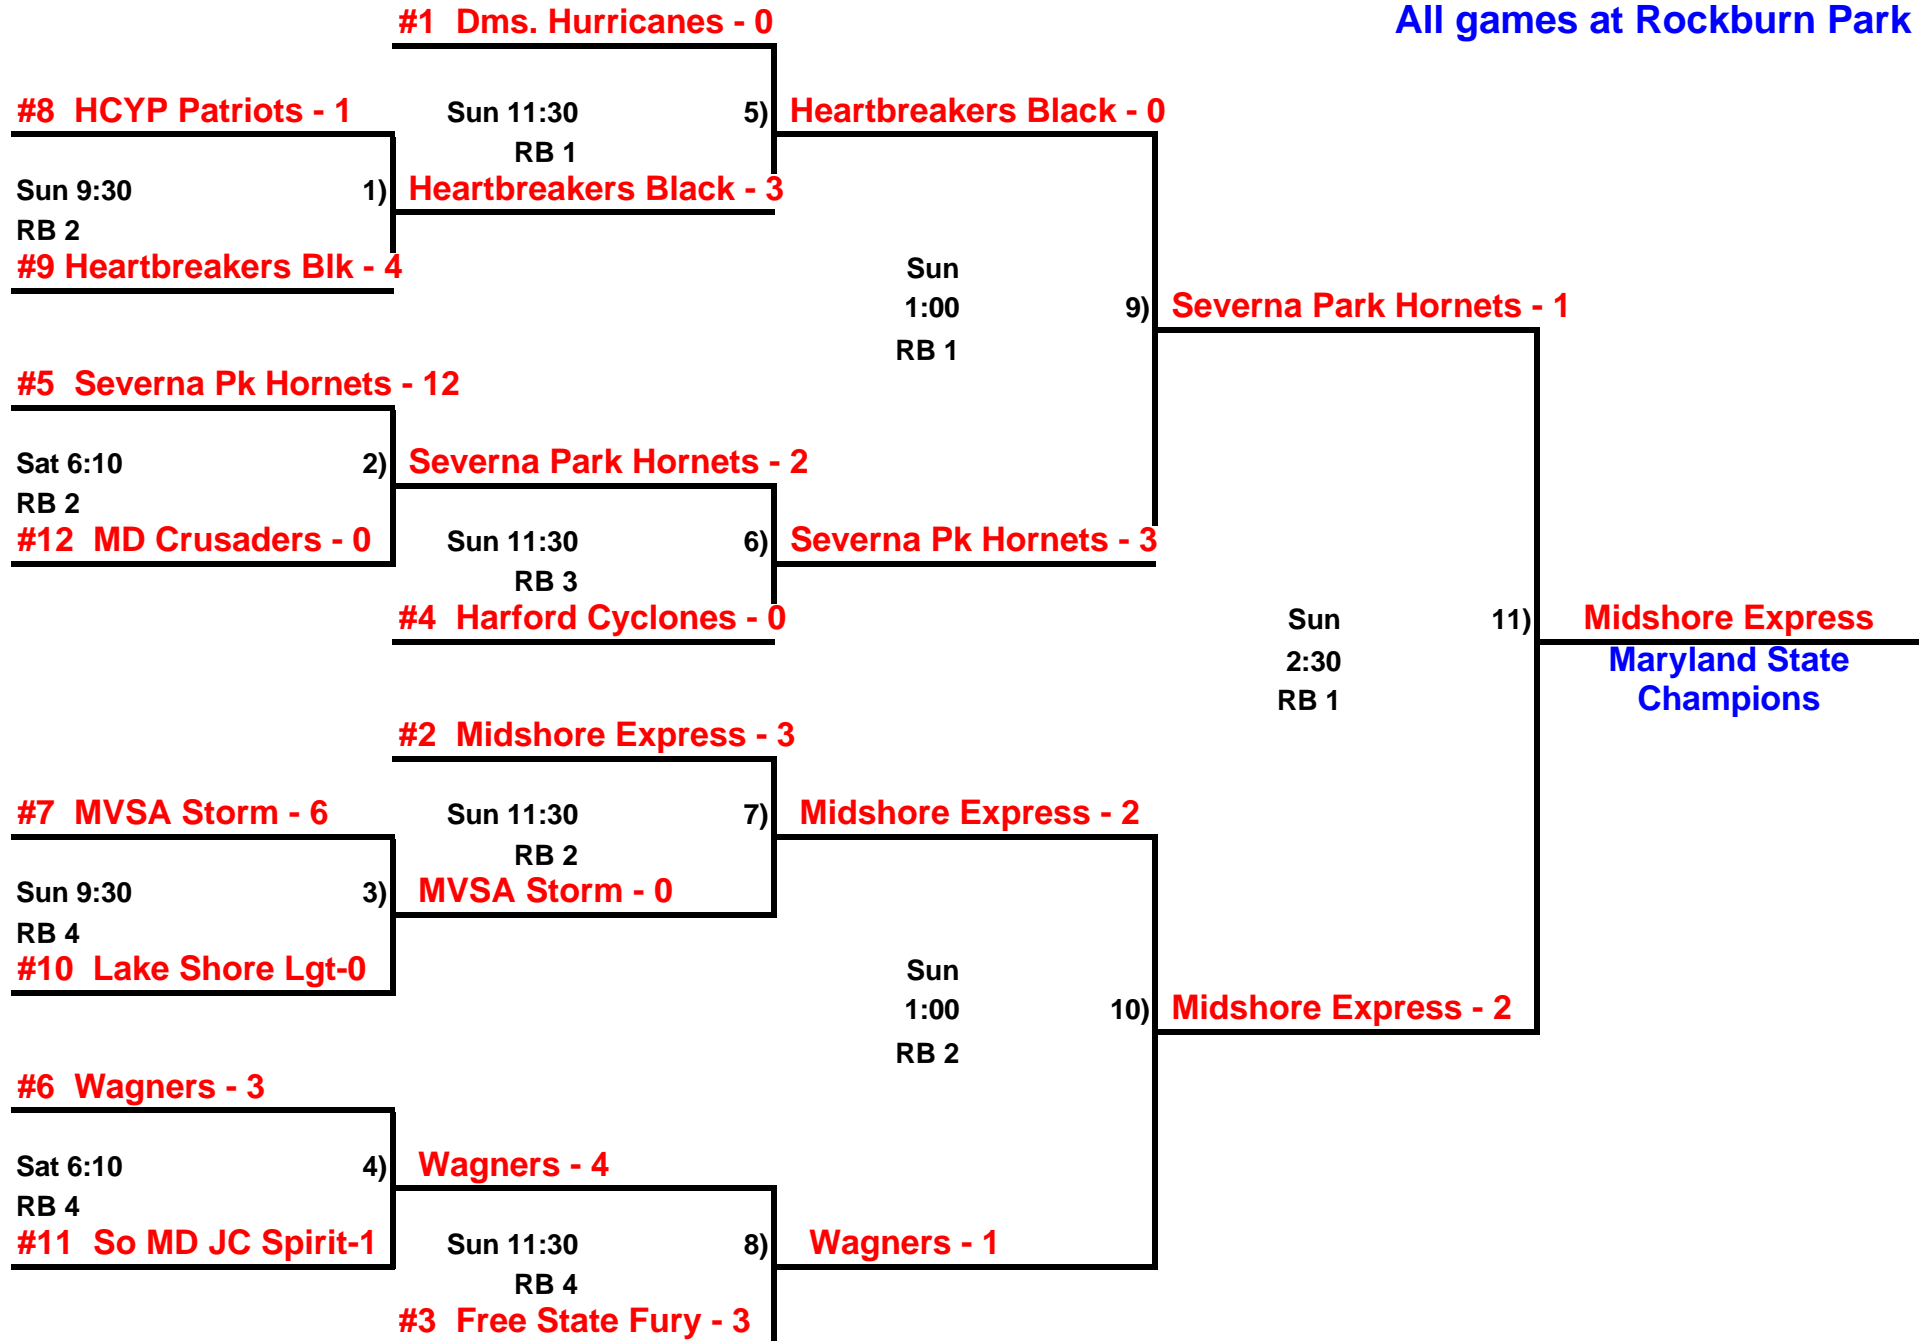 #1 Dms. Hurricanes - 0
All games at Rockburn Park
#8 HCYP Patriots - 1
Sun 11:30
5)
Heartbreakers Black - 0
RB 1
Sun 9:30
1)
Heartbreakers Black - 3
RB 2
#9 Heartbreakers Blk - 4
Sun
1:00
9)
Severna Park Hornets - 1
RB 1
#5 Severna Pk Hornets - 12
Sat 6:10
2)
Severna Park Hornets - 2
RB 2
#12 MD Crusaders - 0
Sun 11:30
6)
Severna Pk Hornets - 3
RB 3
#4 Harford Cyclones - 0
Sun
11)
Midshore Express
2:30
Maryland State
RB 1
Champions
#2 Midshore Express - 3
#7 MVSA Storm - 6
Sun 11:30
7)
Midshore Express - 2
RB 2
Sun 9:30
3)
MVSA Storm - 0
RB 4
#10 Lake Shore Lgt-0
Sun
1:00
10)
Midshore Express - 2
RB 2
#6 Wagners - 3
Sat 6:10
4)
Wagners - 4
RB 4
#11 So MD JC Spirit-1
Sun 11:30
8)
Wagners - 1
RB 4
#3 Free State Fury - 3